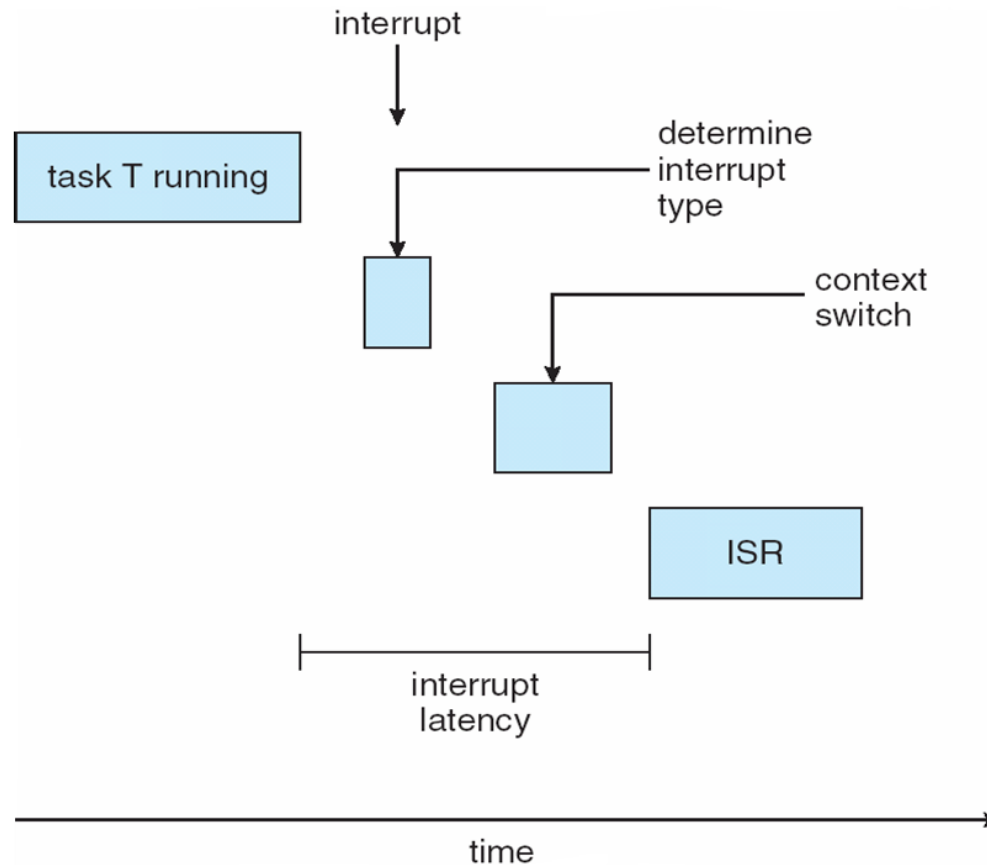 interrupt
task T running
determine
interrupt
type
context
switch
ISR
interrupt
latency
time